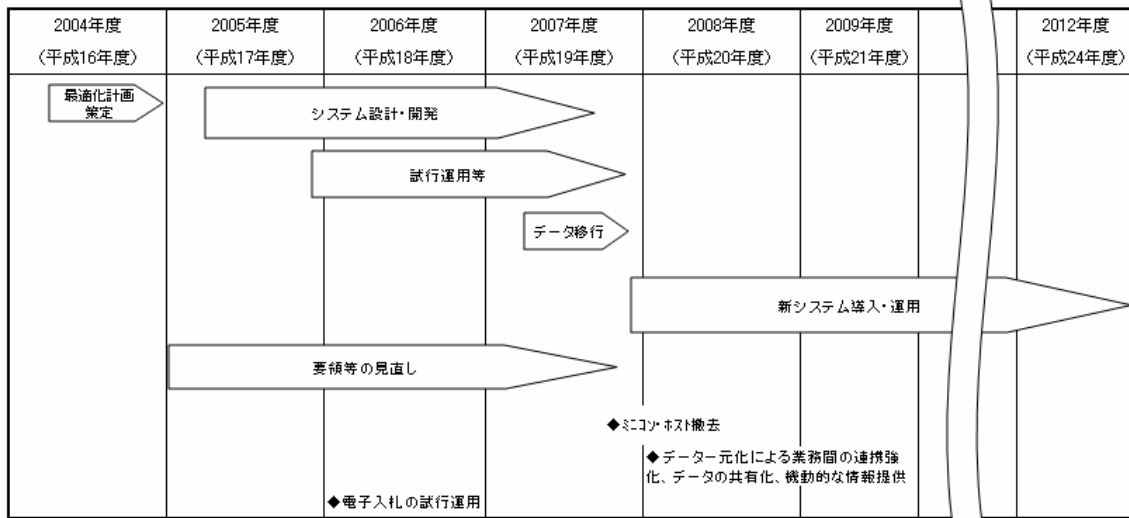 2004年度
（平成16年度）
2005年度
（平成17年度）
2006年度
（平成18年度）
2007年度
（平成19年度）
2008年度
（平成20年度）
2009年度
（平成21年度）
2012年度
（平成24年度）
最適化計画
策定
システム設計・開発
試行運用等
データ移行
新システム導入・運用
要領等の見直し
◆ﾐﾆｺﾝ・ﾎｽﾄ撤去
◆データ一元化による業務間の連携強
化、データの共有化、機動的な情報提供
◆電子入札の試行運用